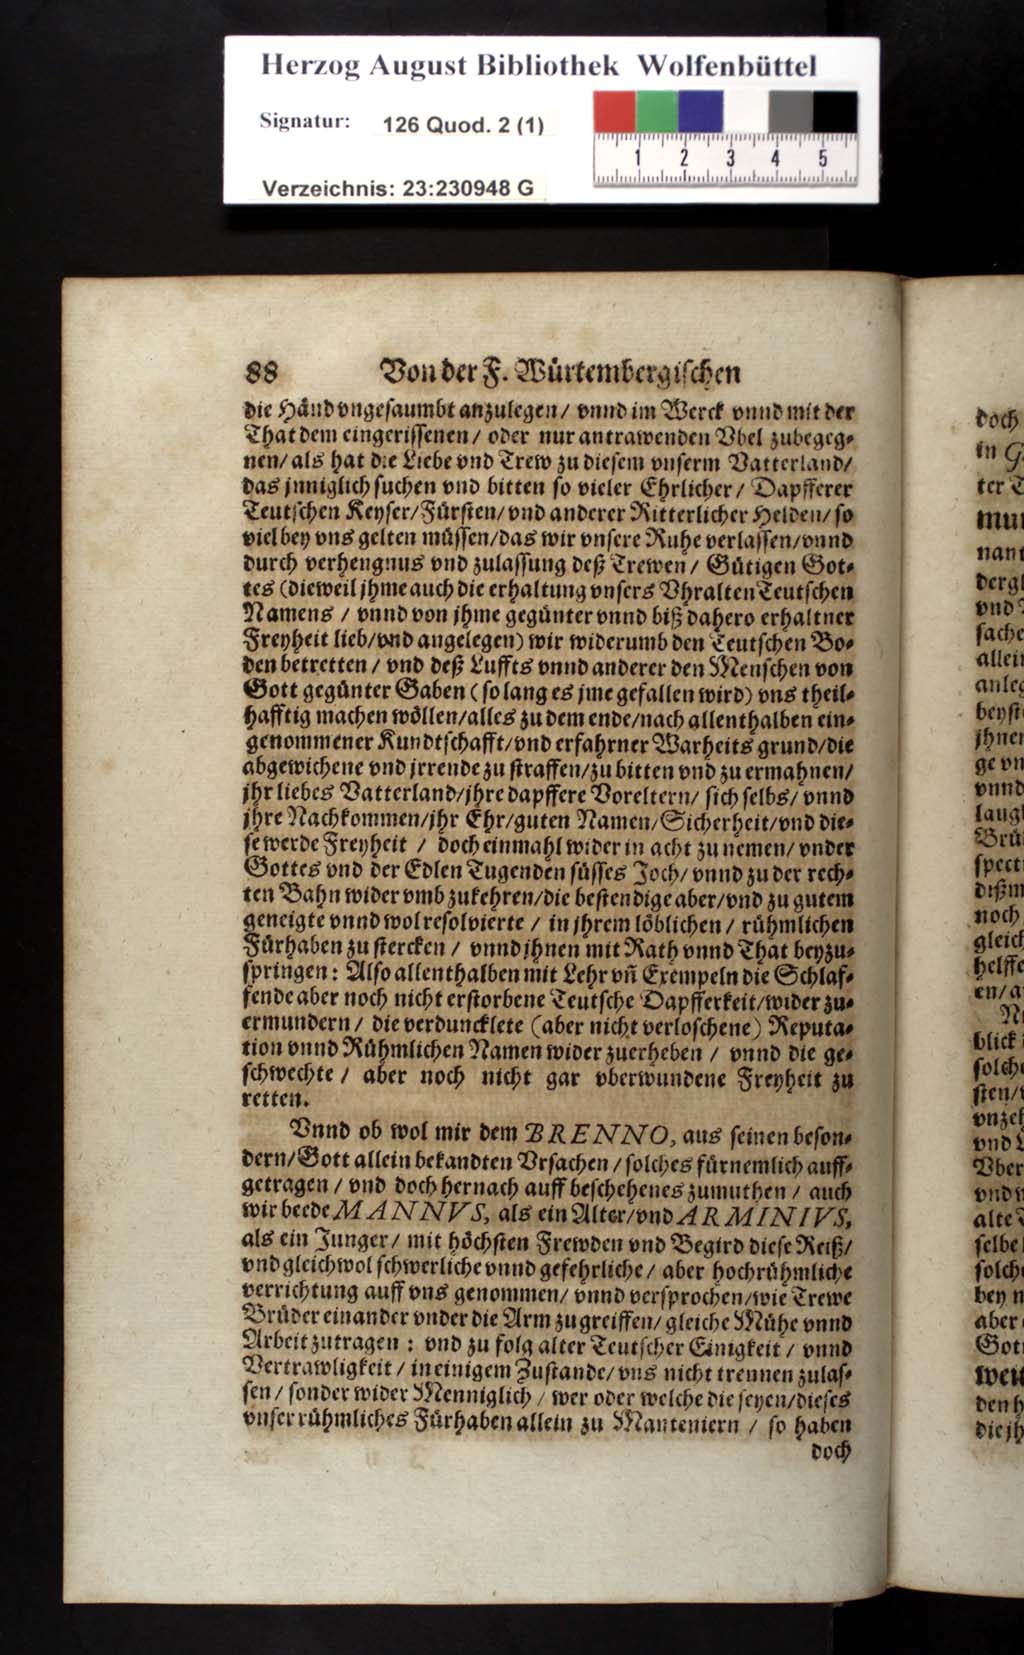 Herzog August Bibliothek Wolfenbüttel
Signatur: 126 Quod. 2 (1)
1 2 3 4 5
Verzeichnis: 23:230948 G
88 Von der F. Würtembergischen
die Händ vngesaumbt anzulegen/ vnnd im Werck vnnd mit der
That dem eingerissenen/ oder nur antrawenden Vbel zubegeg-
nen/ als hat die Liebe vnd Trew zu diesem vnserm Vatterland/
das jnniglich suchen vnd bitten so vieler Ehrlicher/ Dapfferer
Teutschen Keyser/Fürsten/ vnd anderer Ritterlicher Helden/ so
viel bey vns gelten müssen/das wir vnsere Ruhe verlassen/vnnd
durch verhengnus vnd zulassung deß Trewen/ Gütigen Got-
tes (dieweil jhme auch die erhaltung vnsers Vhralten Teutschen
Namens / vnnd von jhme gegünter vnnd biß dahero erhaltner
Freyheit lieb/vnd angelegen) wir widerumb den Teutschen Bo-
den betretten / vnd deß Luffts vnnd anderer den Menschen von
Gott gegünter Gaben ( so lang es jme gefallen wird) vns theil-
hafftig machen wöllen/alles zu dem ende/nach allenthalben ein-
genommener Kundtschafft/vnd erfahrner Warheits grund/die
abgewichene vnd jrrende zu straffen/zu bitten vnd zu ermahnen/
jhr liebes Vatterland/jhre dapffere Voreltern/ sich selbs/ vnnd
jhre Nachkommen/jhr Ehr/guten Namen/Sicherheit/vnd die-
se werde Freyheit / doch einmahl wider in acht zu nemen/ vnder
Gottes vnd der Edlen Tugenden süsses Joch/ vnnd zu der rech-
ten Bahn wider vmb zukehren/die bestendige aber/vnd zu gutem
geneigte vnnd wol resolvierte / in jhrem löblichen / rühmlichen
Fürhaben zu stercken / vnnd jhnen mit Rath vnnd That beyzu-
springen: Also allenthalben mit Lehr vñ Exempeln die Schlaf-
fende aber noch nicht erstorbene Teutsche Dapfferkeit/wider zu-
ermundern / die verduncklete (aber nicht verloschene) Reputa-
tion vnnd Rühmlichen Namen wider zuerheben / vnnd die ge-
schwechte / aber noch nicht gar vberwundene Freyheit zu
retten.
Vnnd ob wol mir dem BRENNO, aus seinen beson-
dern/Gott allein bekandten Vrsachen / solches fürnemlich auff-
getragen / vnd doch hernach auff beschehenes zumuthen / auch
wir beede MANNVS, als ein Alter/vnd ARMINIVS,
als ein Junger/ mit höchsten Frewden vnd Begird diese Reiß/
vnd gleichwol schwerliche vnnd gefehrliche / aber hochrühmliche
verrichtung auff vns genommen/ vnnd versprochen/wie Trewe
Brüder einander vnder die Arm zu greiffen/ gleiche Mühe vnnd
Arbeit zutragen : vnd zu folg alter Teutscher Einigkeit / vnnd
Vertrawligkeit / in einigem Zustande/ vns nicht trennen zulas-
sen / sonder wider Menniglich / wer oder welche die seyen/dieses
vnser rühmliches Fürhaben allein zu Manteniern / so haben
doch